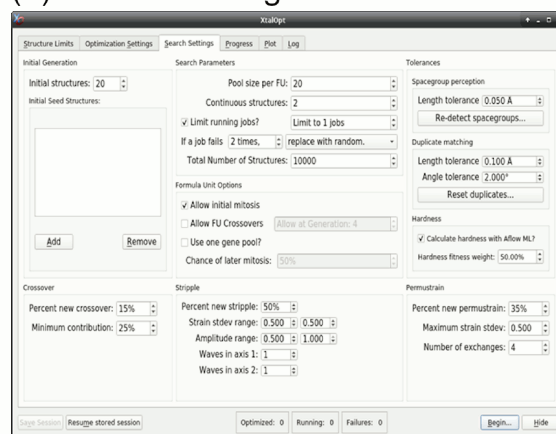 XtalOpt
Structure Limits Optimization Settings Search Settings Progress Plot Log
Initial Generation
Initial structures: 20
Initial Seed Structures:
Add Remove
Search Parameters
Pool size per FU: 20
Continuous structures: 2
Limit running jobs? Limit to 1 jobs
If a job fails 2 times, replace with random.
Total Number of Structures: 10000
Formula Unit Options
Allow initial mitosis
Allow FU Crossovers Allow at Generation: 4
Use one gene pool?
Chance of later mitosis: 50%
Tolerances
Spacegroup perception
Length tolerance 0.050 Å
Re-detect spacegroups...
Duplicate matching
Length tolerance 0.100 Å
Angle tolerance 2.000°
Reset duplicates...
Hardness
Calculate hardness with Aflow ML?
Hardness fitness weight: 50.00%
Crossover
Percent new crossover: 15%
Minimum contribution: 25%
Stripple
Percent new stripple: 50%
Strain stdev range: 0.500 0.500
Amplitude range: 0.500 1.000
Waves in axis 1: 1
Waves in axis 2: 1
Permustrain
Percent new permustrain: 35%
Maximum strain stdev: 0.500
Number of exchanges: 4
Save Session Resume stored session Optimized: 0 Running: 0 Failures: 0 Begin... Hide